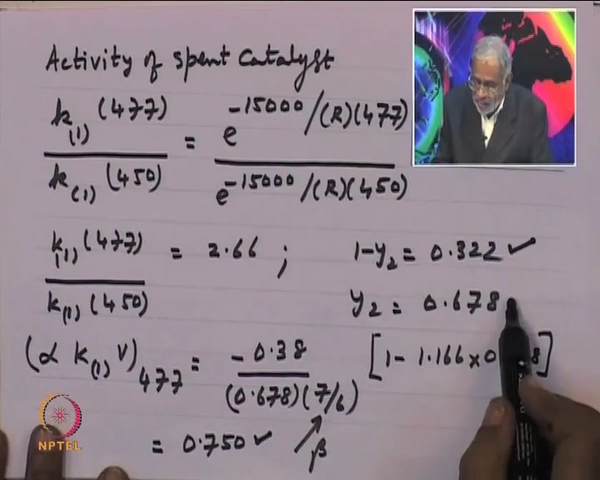 Activity of Spent Catalyst
k(1) (477) / k(1) (450) = e^-15000/(R)(477) / e^-15000/(R)(450)
k(1) (477) / k(1) (450) = 2.66 ; 1-y2 = 0.322 ✓
y2 = 0.678
(α k(1) V)477 = -0.38 / (0.678)(7/6) [1- 1.166×0 8]
= 0.750 ✓ β
NPTEL